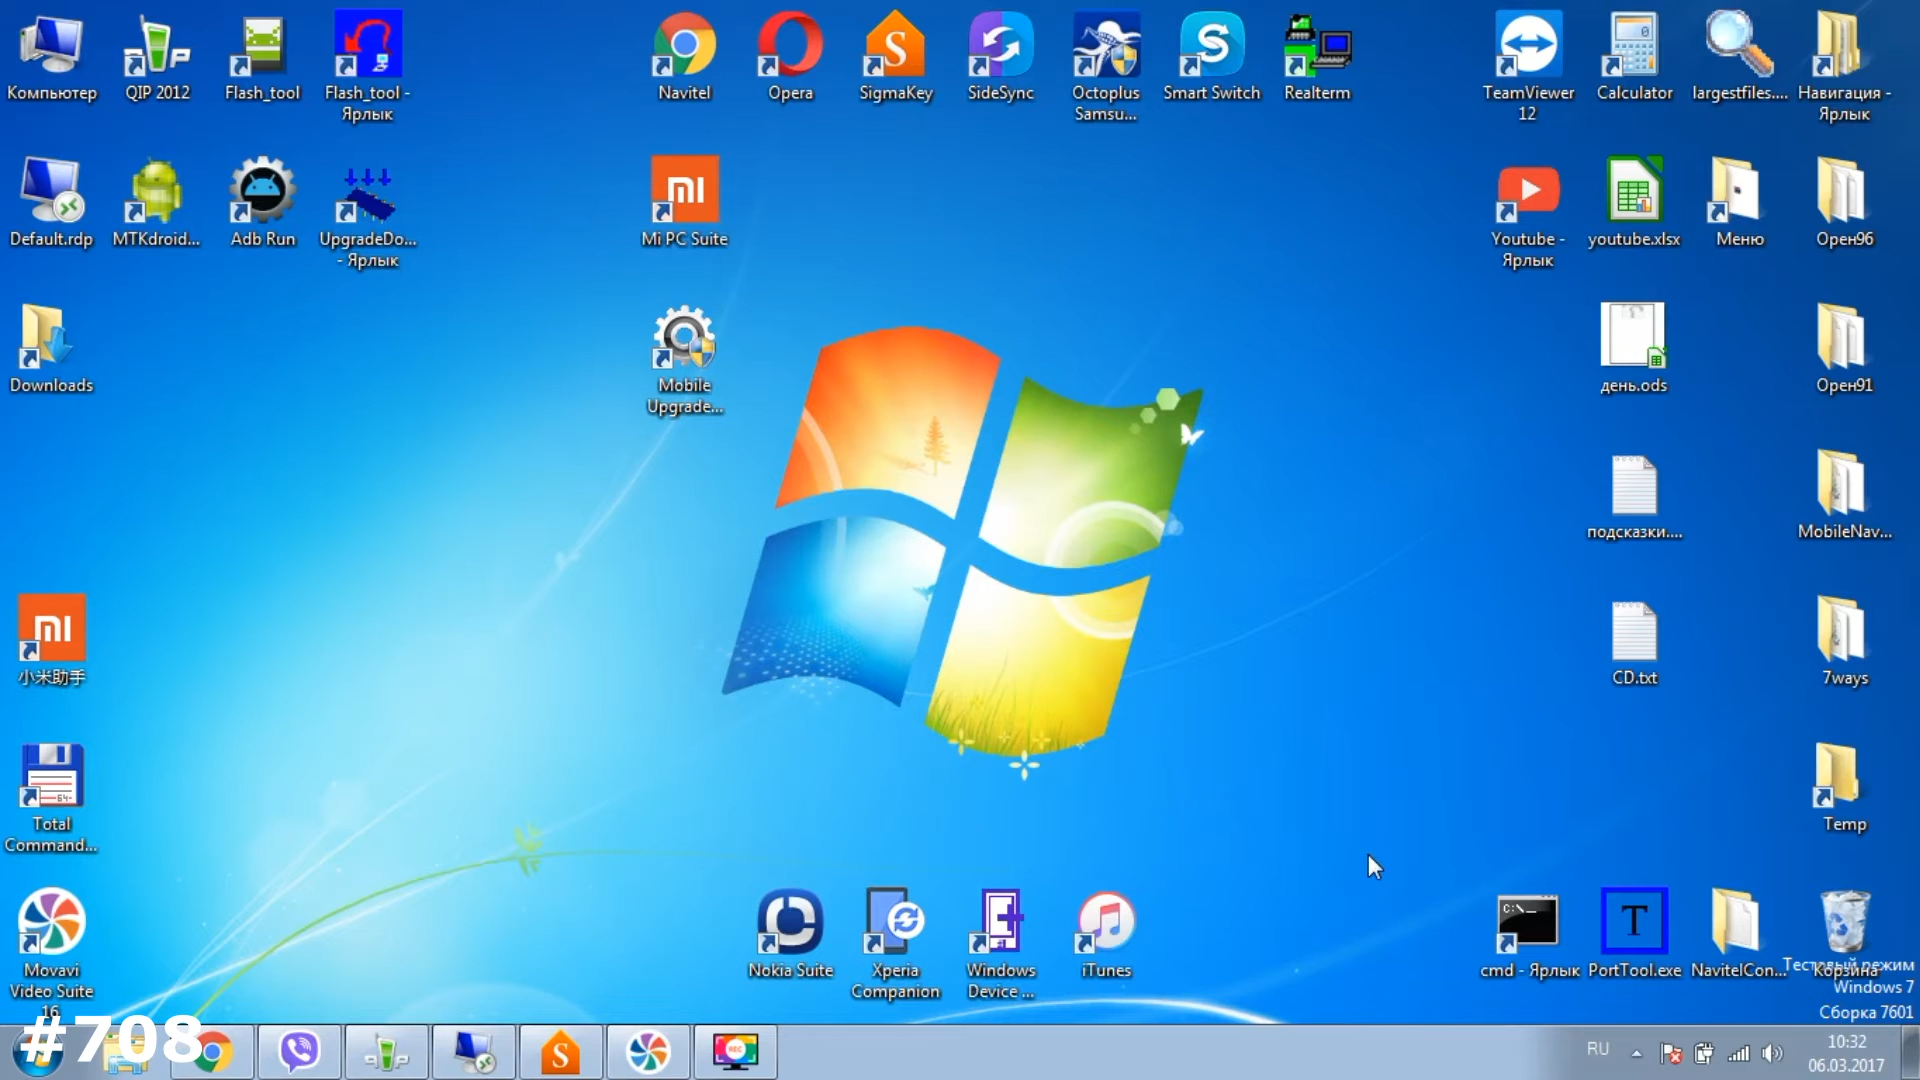 Компьютер
QIP 2012
Flash_tool
Flash_tool -
Ярлык
Navitel
Opera
SigmaKey
SideSync
Octoplus
Samsu...
Smart Switch
Realterm
TeamViewer
12
Calculator
largestfiles....
Навигация -
Ярлык
Default.rdp
MTKdroid...
Adb Run
UpgradeDo...
- Ярлык
Mi PC Suite
Youtube -
Ярлык
youtube.xlsx
Меню
Орен96
Downloads
Mobile
Upgrade...
день.ods
Орен91
подсказки....
MobileNav...
小米助手
CD.txt
7ways
Total
Command...
Temp
Movavi
Video Suite
16
Nokia Suite
Xperia
Companion
Windows
Device ...
iTunes
C:\_
cmd - Ярлык
T
PortTool.exe
NavitelCon...
Корзина
Тестовый режим
Windows 7
Сборка 7601
#708
RU
10:32
06.03.2017